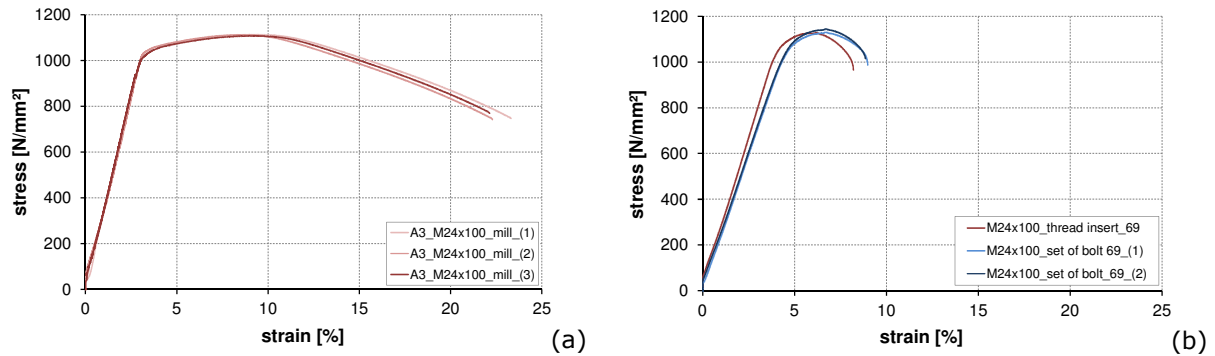 stress [N/mm²]
1200
1000
800
600
400
200
0
A3_M24x100_mill_(1)
A3_M24x100_mill_(2)
A3_M24x100_mill_(3)
0 5 10 15 20 25
strain [%]
(a)
stress [N/mm²]
1200
1000
800
600
400
200
0
M24x100_thread insert_69
M24x100_set of bolt 69_(1)
M24x100_set of bolt_69_(2)
0 5 10 15 20 25
strain [%]
(b)